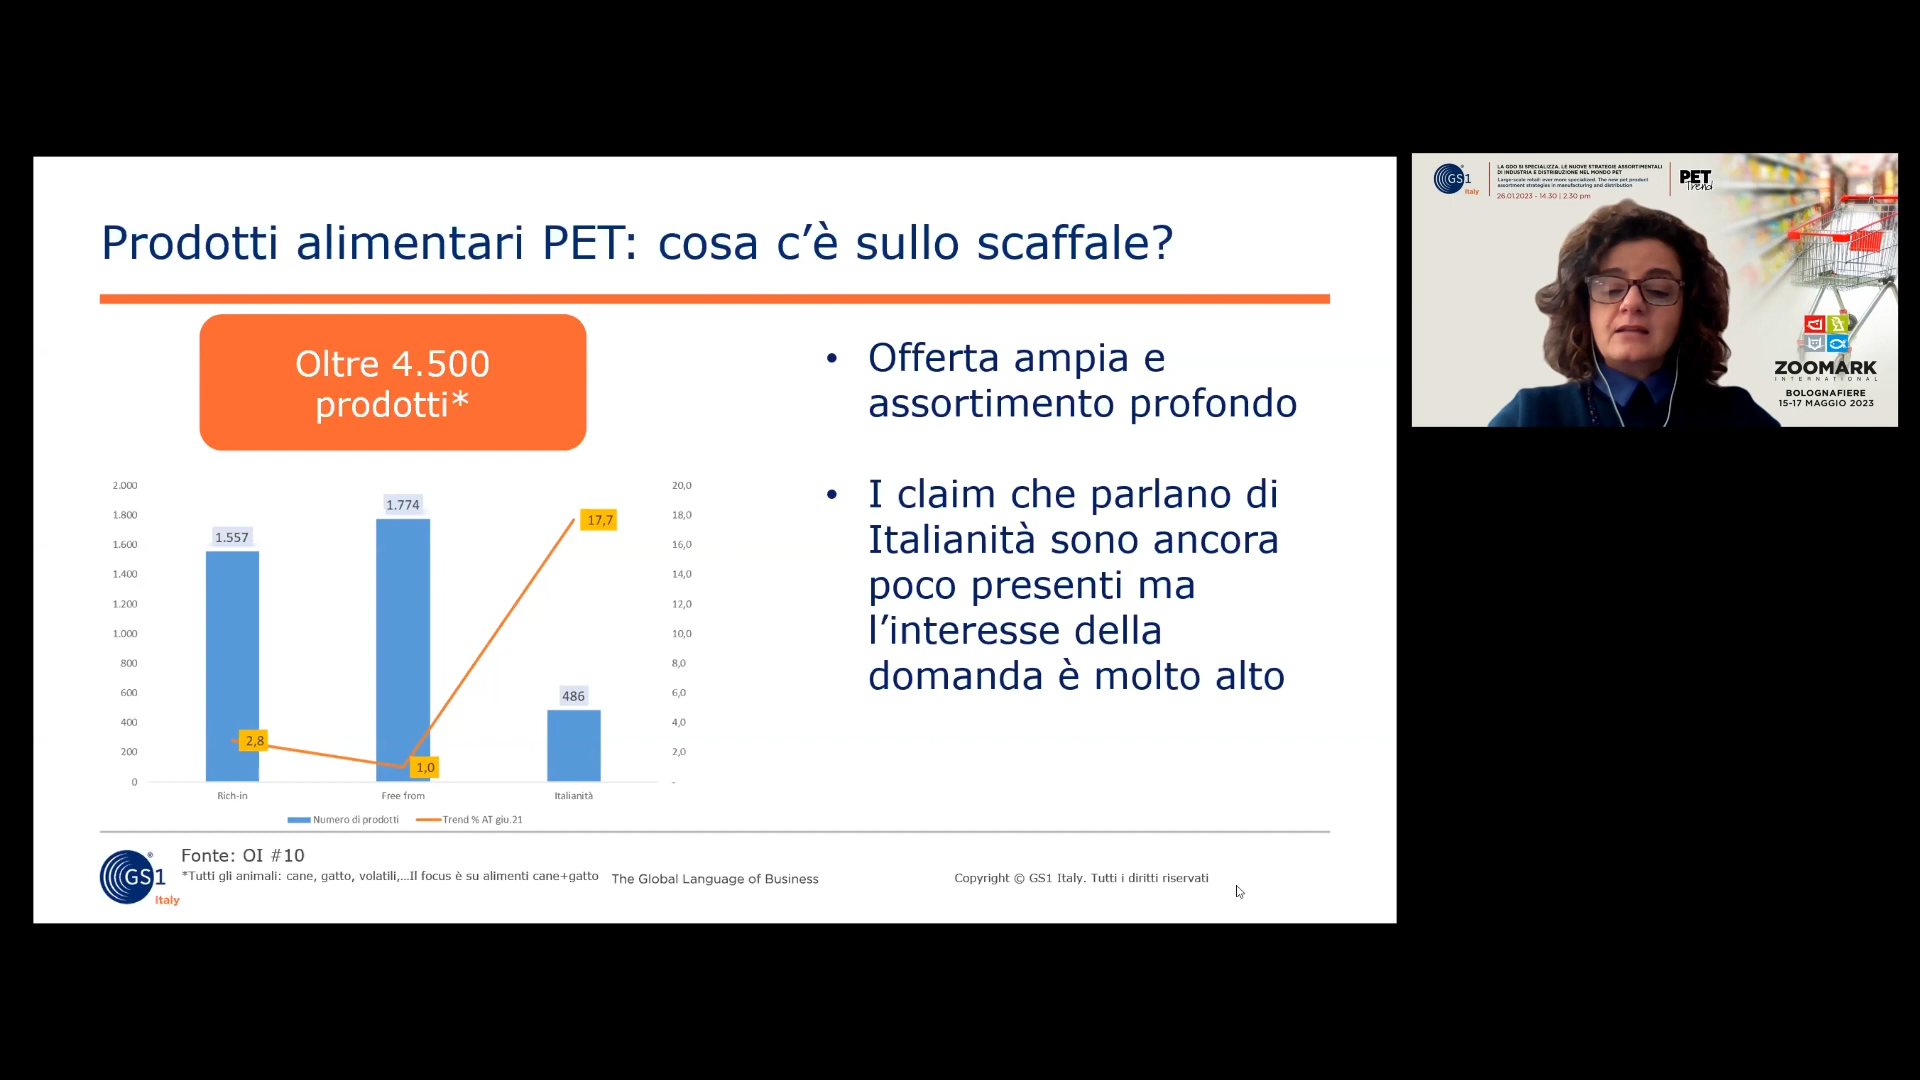 Prodotti alimentari PET: cosa c’è sullo scaffale?
Oltre 4.500
prodotti*
• Offerta ampia e
assortimento profondo
• I claim che parlano di
Italianità sono ancora
poco presenti ma
l’interesse della
domanda è molto alto
2.000
1.800
1.600
1.400
1.200
1.000
800
600
400
200
0
1.557
1.774
486
2,8
1,0
17,7
20,0
18,0
16,0
14,0
12,0
10,0
8,0
6,0
4,0
2,0
-
Rich-in
Free from
Italianità
Numero di prodotti
Trend % AT giu.21
GS1
Italy
Fonte: OI #10
*Tutti gli animali: cane, gatto, volatili,...Il focus è su alimenti cane+gatto
The Global Language of Business
Copyright © GS1 Italy. Tutti i diritti riservati
GS1
Italy
LA GDO SI SPECIALIZZA. LE NUOVE STRATEGIE ASSORTIMENTALI
DI INDUSTRIA E DISTRIBUZIONE NEL MONDO PET
Large-scale retail: ever more specialized. The new pet product
assortment strategies in manufacturing and distribution
26.01.2023 - 14.30 | 2.30 pm
PET
Trend
ZOOMARK
INTERNATIONAL
BOLOGNAFIERE
15-17 MAGGIO 2023